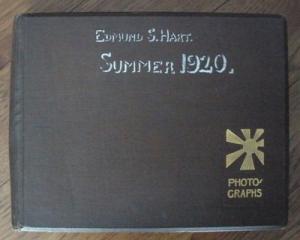 EDMUND S. HART.
SUMMER 1920.
PHOTO-
GRAPHS